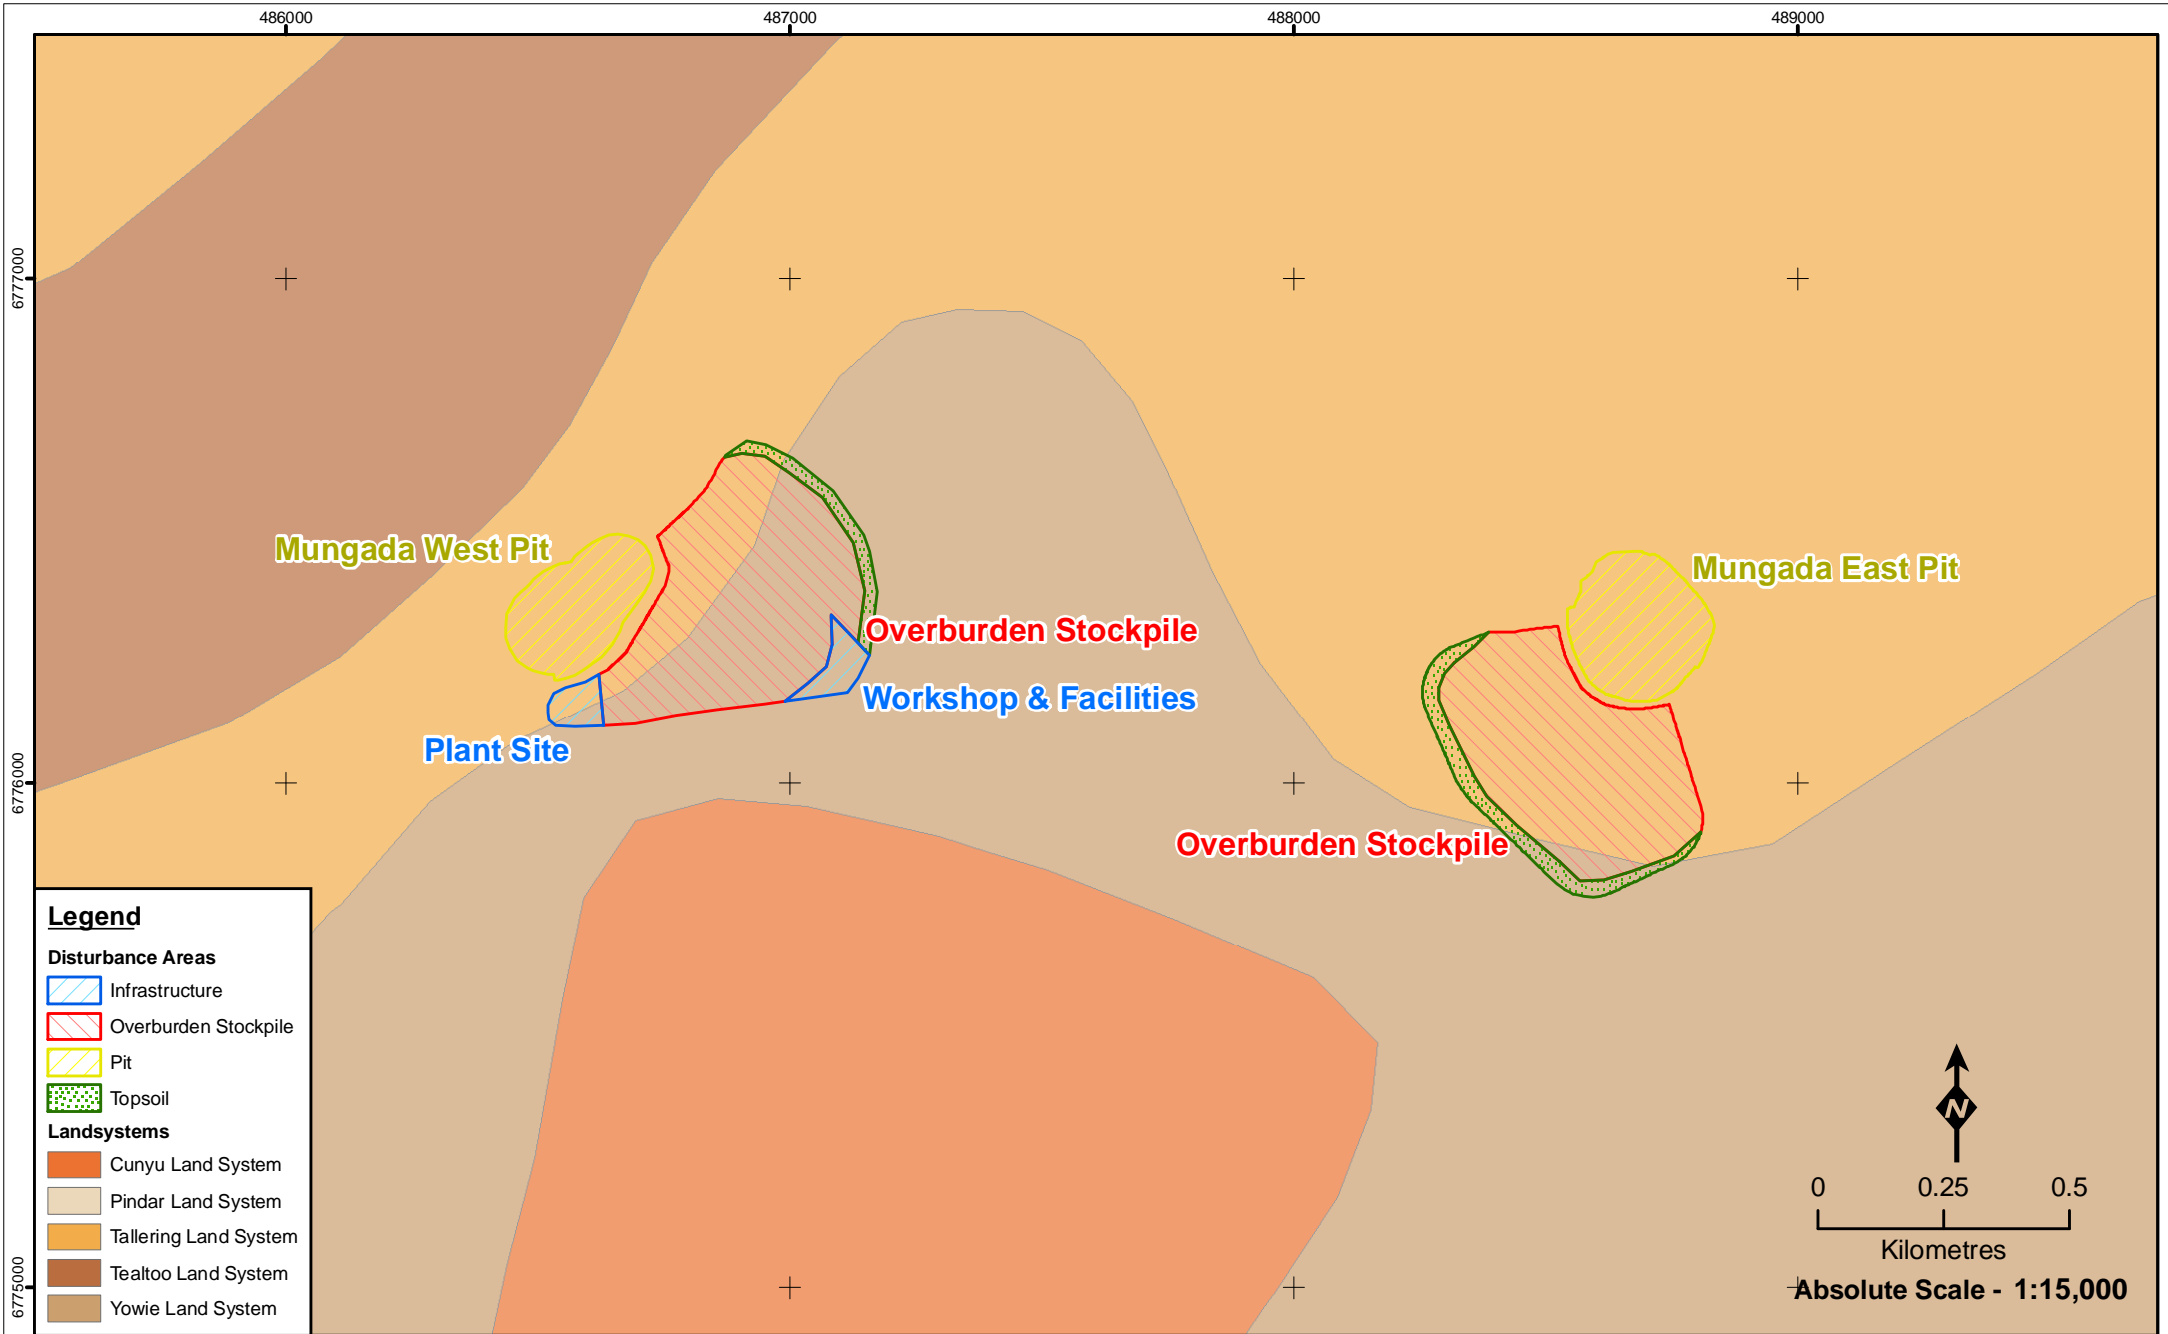 486000
487000
488000
489000
6777000
Mungada West Pit
Mungada East Pit
Overburden Stockpile
Workshop & Facilities
Plant Site
6776000
Overburden Stockpile
Legend
Disturbance Areas
Infrastructure
Overburden Stockpile
Pit
Topsoil
Landsystems
Cunyu Land System
Pindar Land System
Tallering Land System
Tealtoo Land System
Yowie Land System
6775000
N
0 0.25 0.5
Kilometres
Absolute Scale - 1:15,000